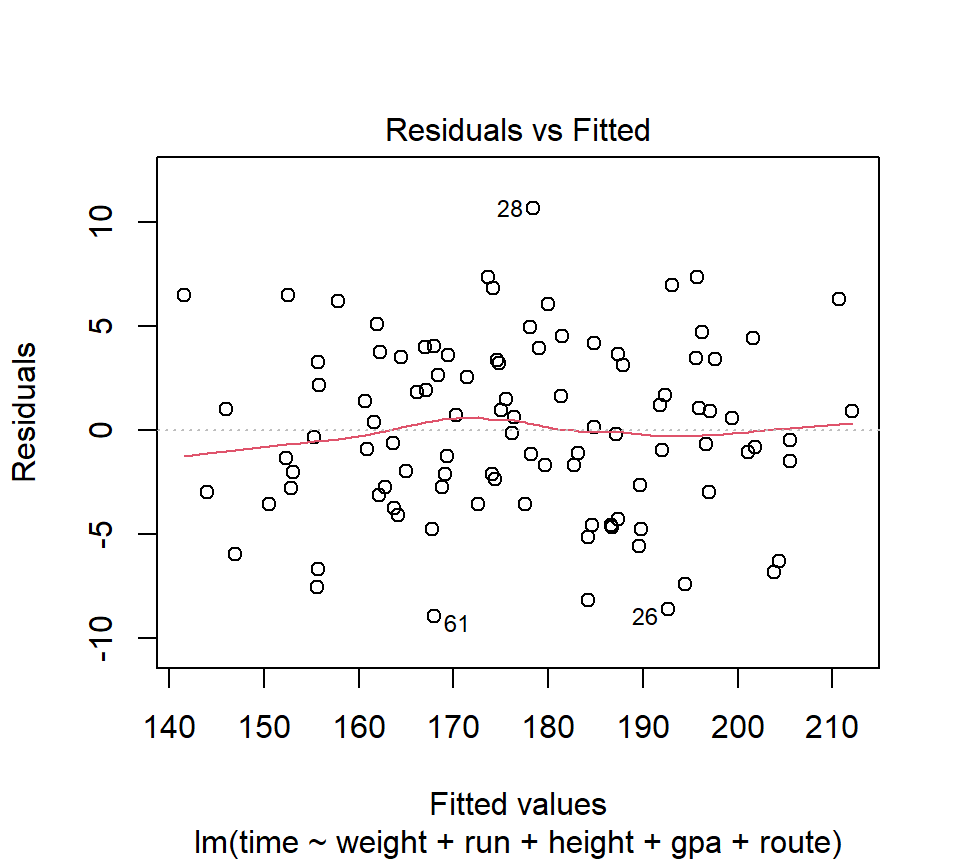 Residuals vs Fitted
Residuals
10
5
0
-5
-10
28
61
26
140 150 160 170 180 190 200 210
Fitted values
lm(time ~ weight + run + height + gpa + route)